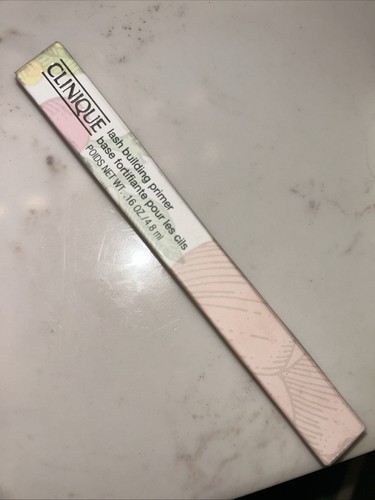 CLINIQUE
lash building primer
base fortifiante pour les cils
POIDS NET WT. .16 OZ./4.8 ml